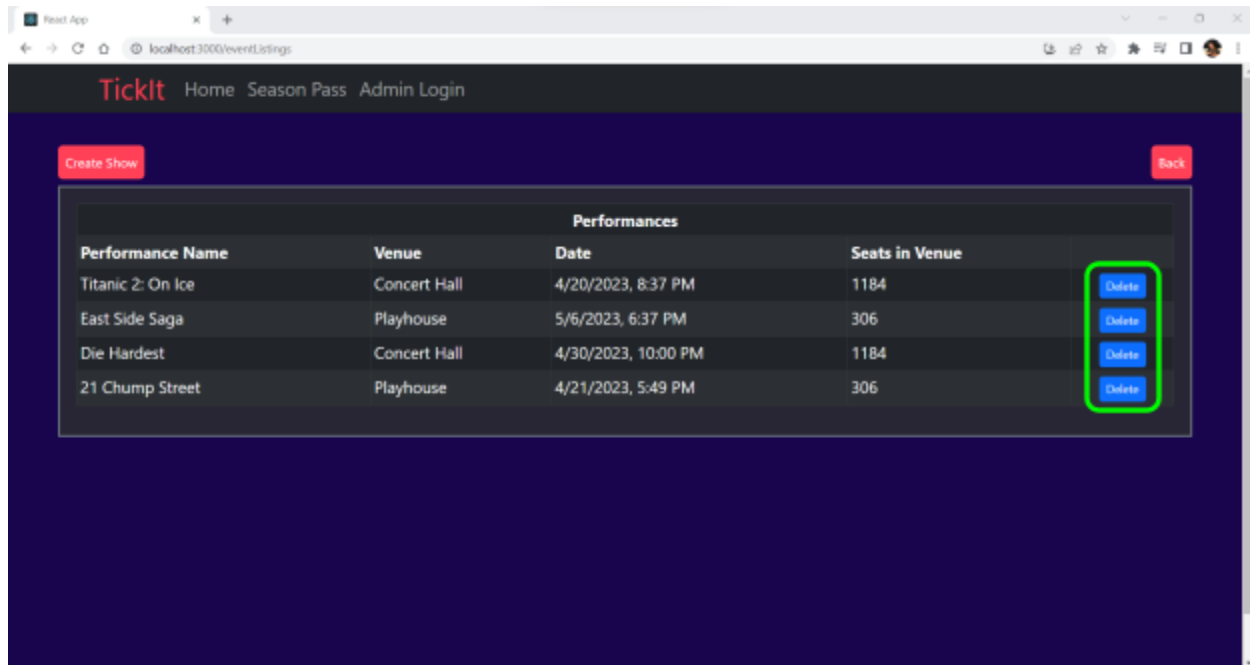 React App
localhost:3000/eventListings
TickIt Home Season Pass Admin Login
Create Show Back
Performances
Performance Name Venue Date Seats in Venue
Titanic 2: On Ice Concert Hall 4/20/2023, 8:37 PM 1184 Delete
East Side Saga Playhouse 5/6/2023, 6:37 PM 306 Delete
Die Hardest Concert Hall 4/30/2023, 10:00 PM 1184 Delete
21 Chump Street Playhouse 4/21/2023, 5:49 PM 306 Delete